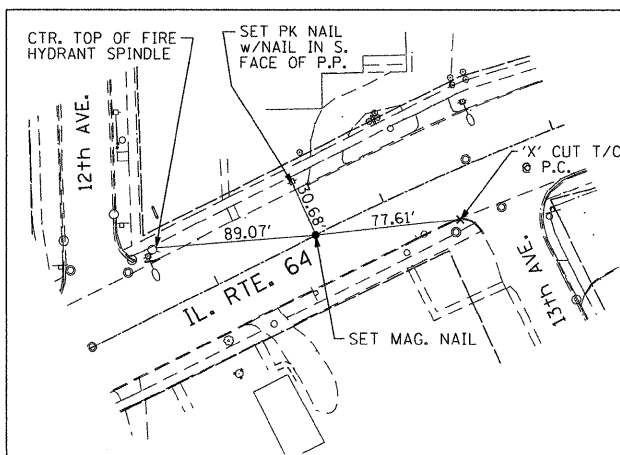 CTR. TOP OF FIRE
HYDRANT SPINDLE
SET PK NAIL
w/NAIL IN S.
FACE OF P.P.
12th AVE.
'X' CUT T/C
@ P.C.
30.68'
89.07'
77.61'
IL. RTE. 64
13th AVE.
SET MAG. NAIL